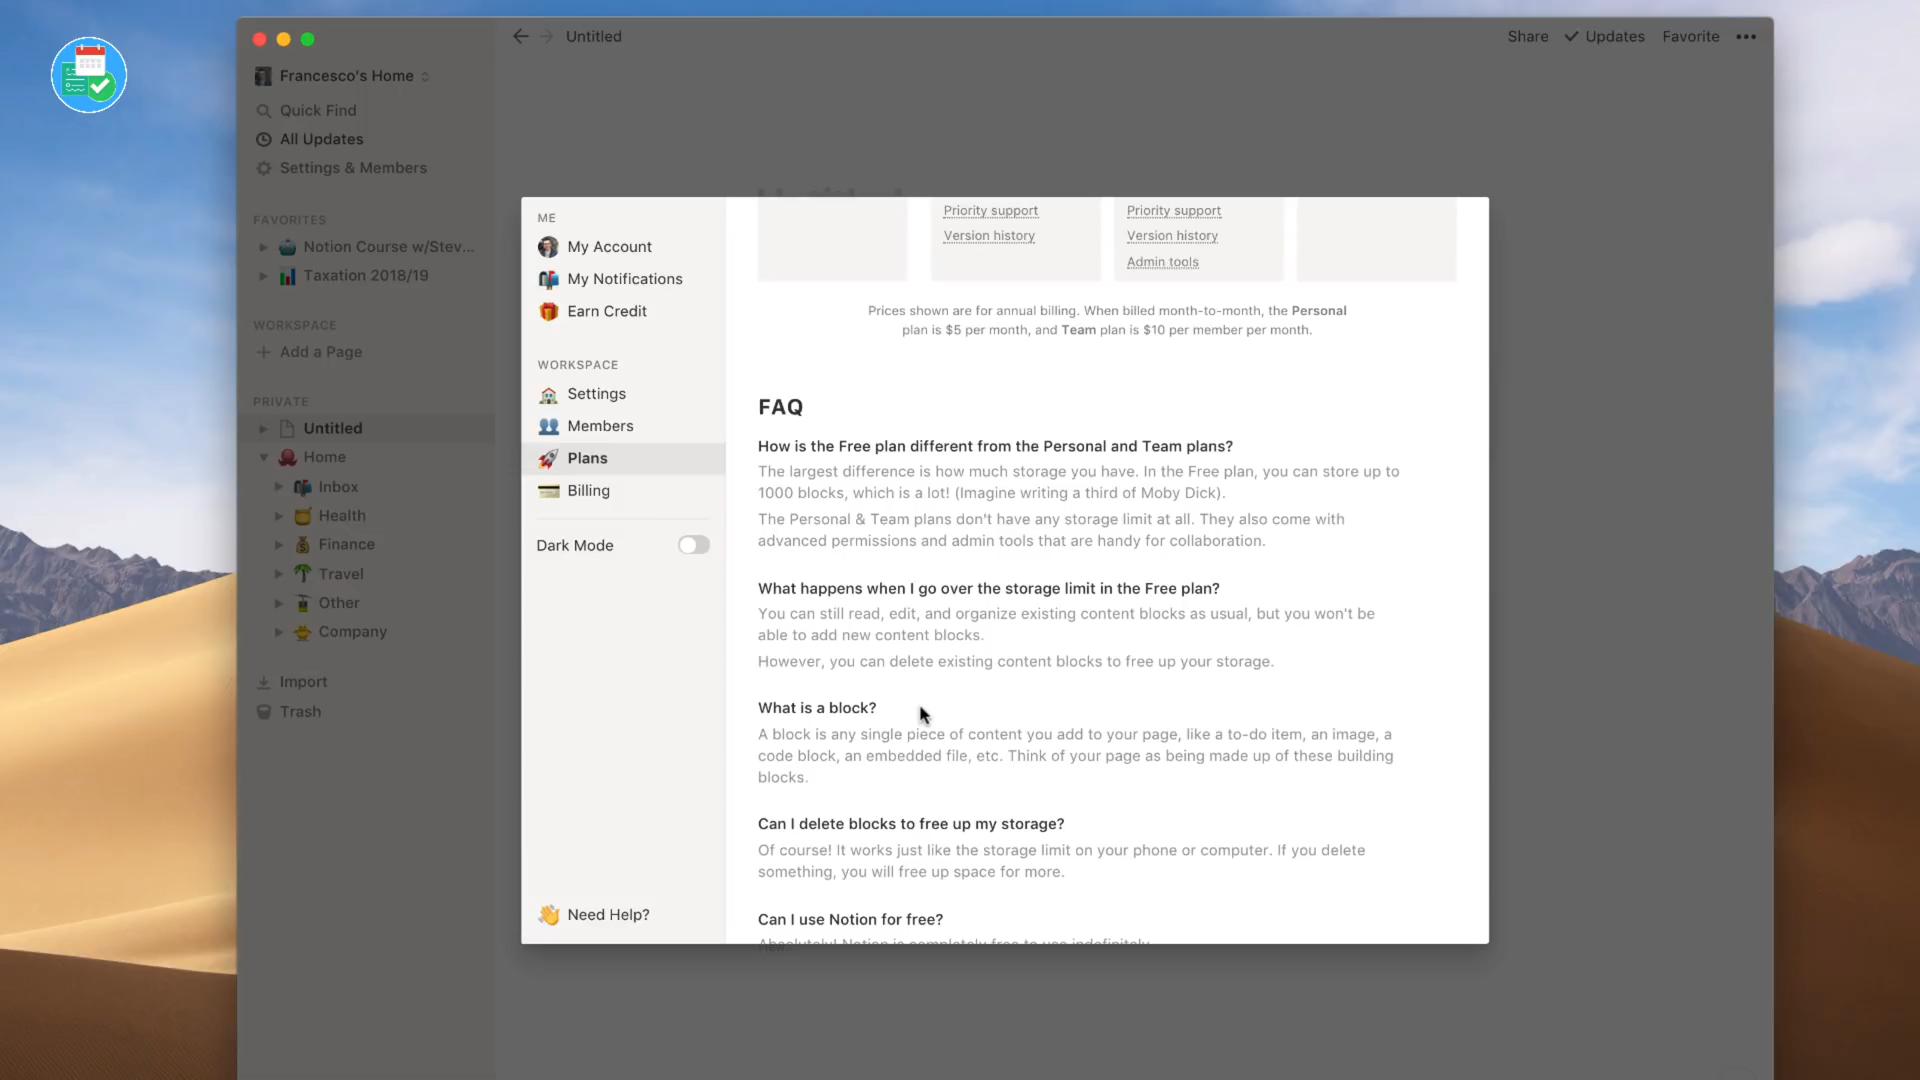 Untitled
Share
Updates
Favorite
Francesco's Home
Quick Find
All Updates
Settings & Members
FAVORITES
Notion Course w/Stev...
Taxation 2018/19
WORKSPACE
Add a Page
PRIVATE
Untitled
Home
Inbox
Health
Finance
Travel
Other
Company
Import
Trash
ME
My Account
My Notifications
Earn Credit
WORKSPACE
Settings
Members
Plans
Billing
Dark Mode
Need Help?
Priority support
Version history
Priority support
Version history
Admin tools
Prices shown are for annual billing. When billed month-to-month, the Personal
plan is $5 per month, and Team plan is $10 per member per month.
FAQ
How is the Free plan different from the Personal and Team plans?
The largest difference is how much storage you have. In the Free plan, you can store up to
1000 blocks, which is a lot! (Imagine writing a third of Moby Dick).
The Personal & Team plans don't have any storage limit at all. They also come with
advanced permissions and admin tools that are handy for collaboration.
What happens when I go over the storage limit in the Free plan?
You can still read, edit, and organize existing content blocks as usual, but you won't be
able to add new content blocks.
However, you can delete existing content blocks to free up your storage.
What is a block?
A block is any single piece of content you add to your page, like a to-do item, an image, a
code block, an embedded file, etc. Think of your page as being made up of these building
blocks.
Can I delete blocks to free up my storage?
Of course! It works just like the storage limit on your phone or computer. If you delete
something, you will free up space for more.
Can I use Notion for free?
Absolutely! Notion is completely free to use indefinitely.